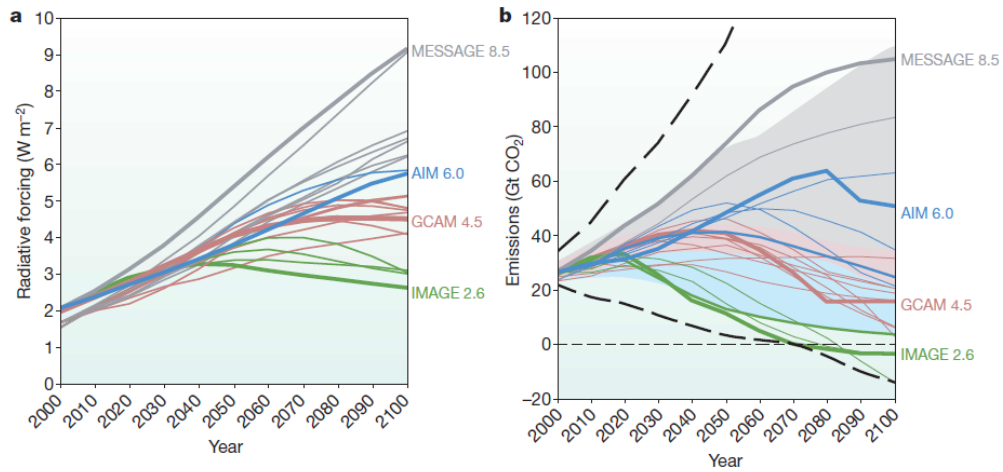 a
10
9
8
7
6
5
4
3
2
1
0
Radiative forcing (W m⁻²)
MESSAGE 8.5
AIM 6.0
GCAM 4.5
IMAGE 2.6
2000
2010
2020
2030
2040
2050
2060
2070
2080
2090
2100
Year
b
120
100
80
60
40
20
0
–20
Emissions (Gt CO₂)
MESSAGE 8.5
AIM 6.0
GCAM 4.5
IMAGE 2.6
2000
2010
2020
2030
2040
2050
2060
2070
2080
2090
2100
Year